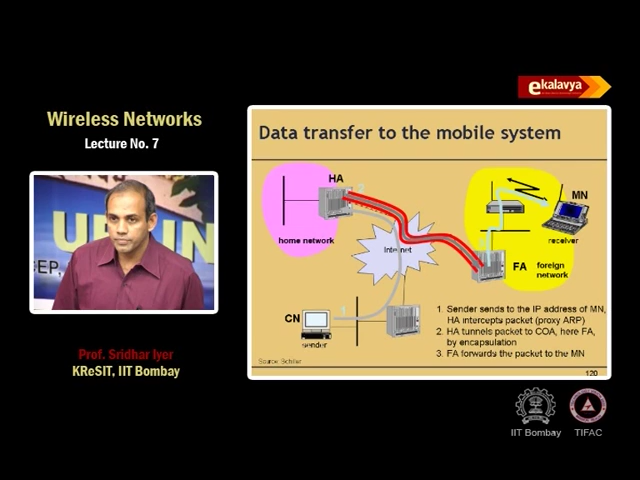 ekalavya
Wireless Networks
Lecture No. 7
Data transfer to the mobile system
HA
MN
home network
Internet
receiver
FA
foreign
network
CN
sender
1. Sender sends to the IP address of MN,
HA intercepts packet (proxy ARP)
2. HA tunnels packet to COA, here FA,
by encapsulation
3. FA forwards the packet to the MN
Source: Schiller
120
Prof. Sridhar Iyer
KReSIT, IIT Bombay
IIT Bombay
TIFAC